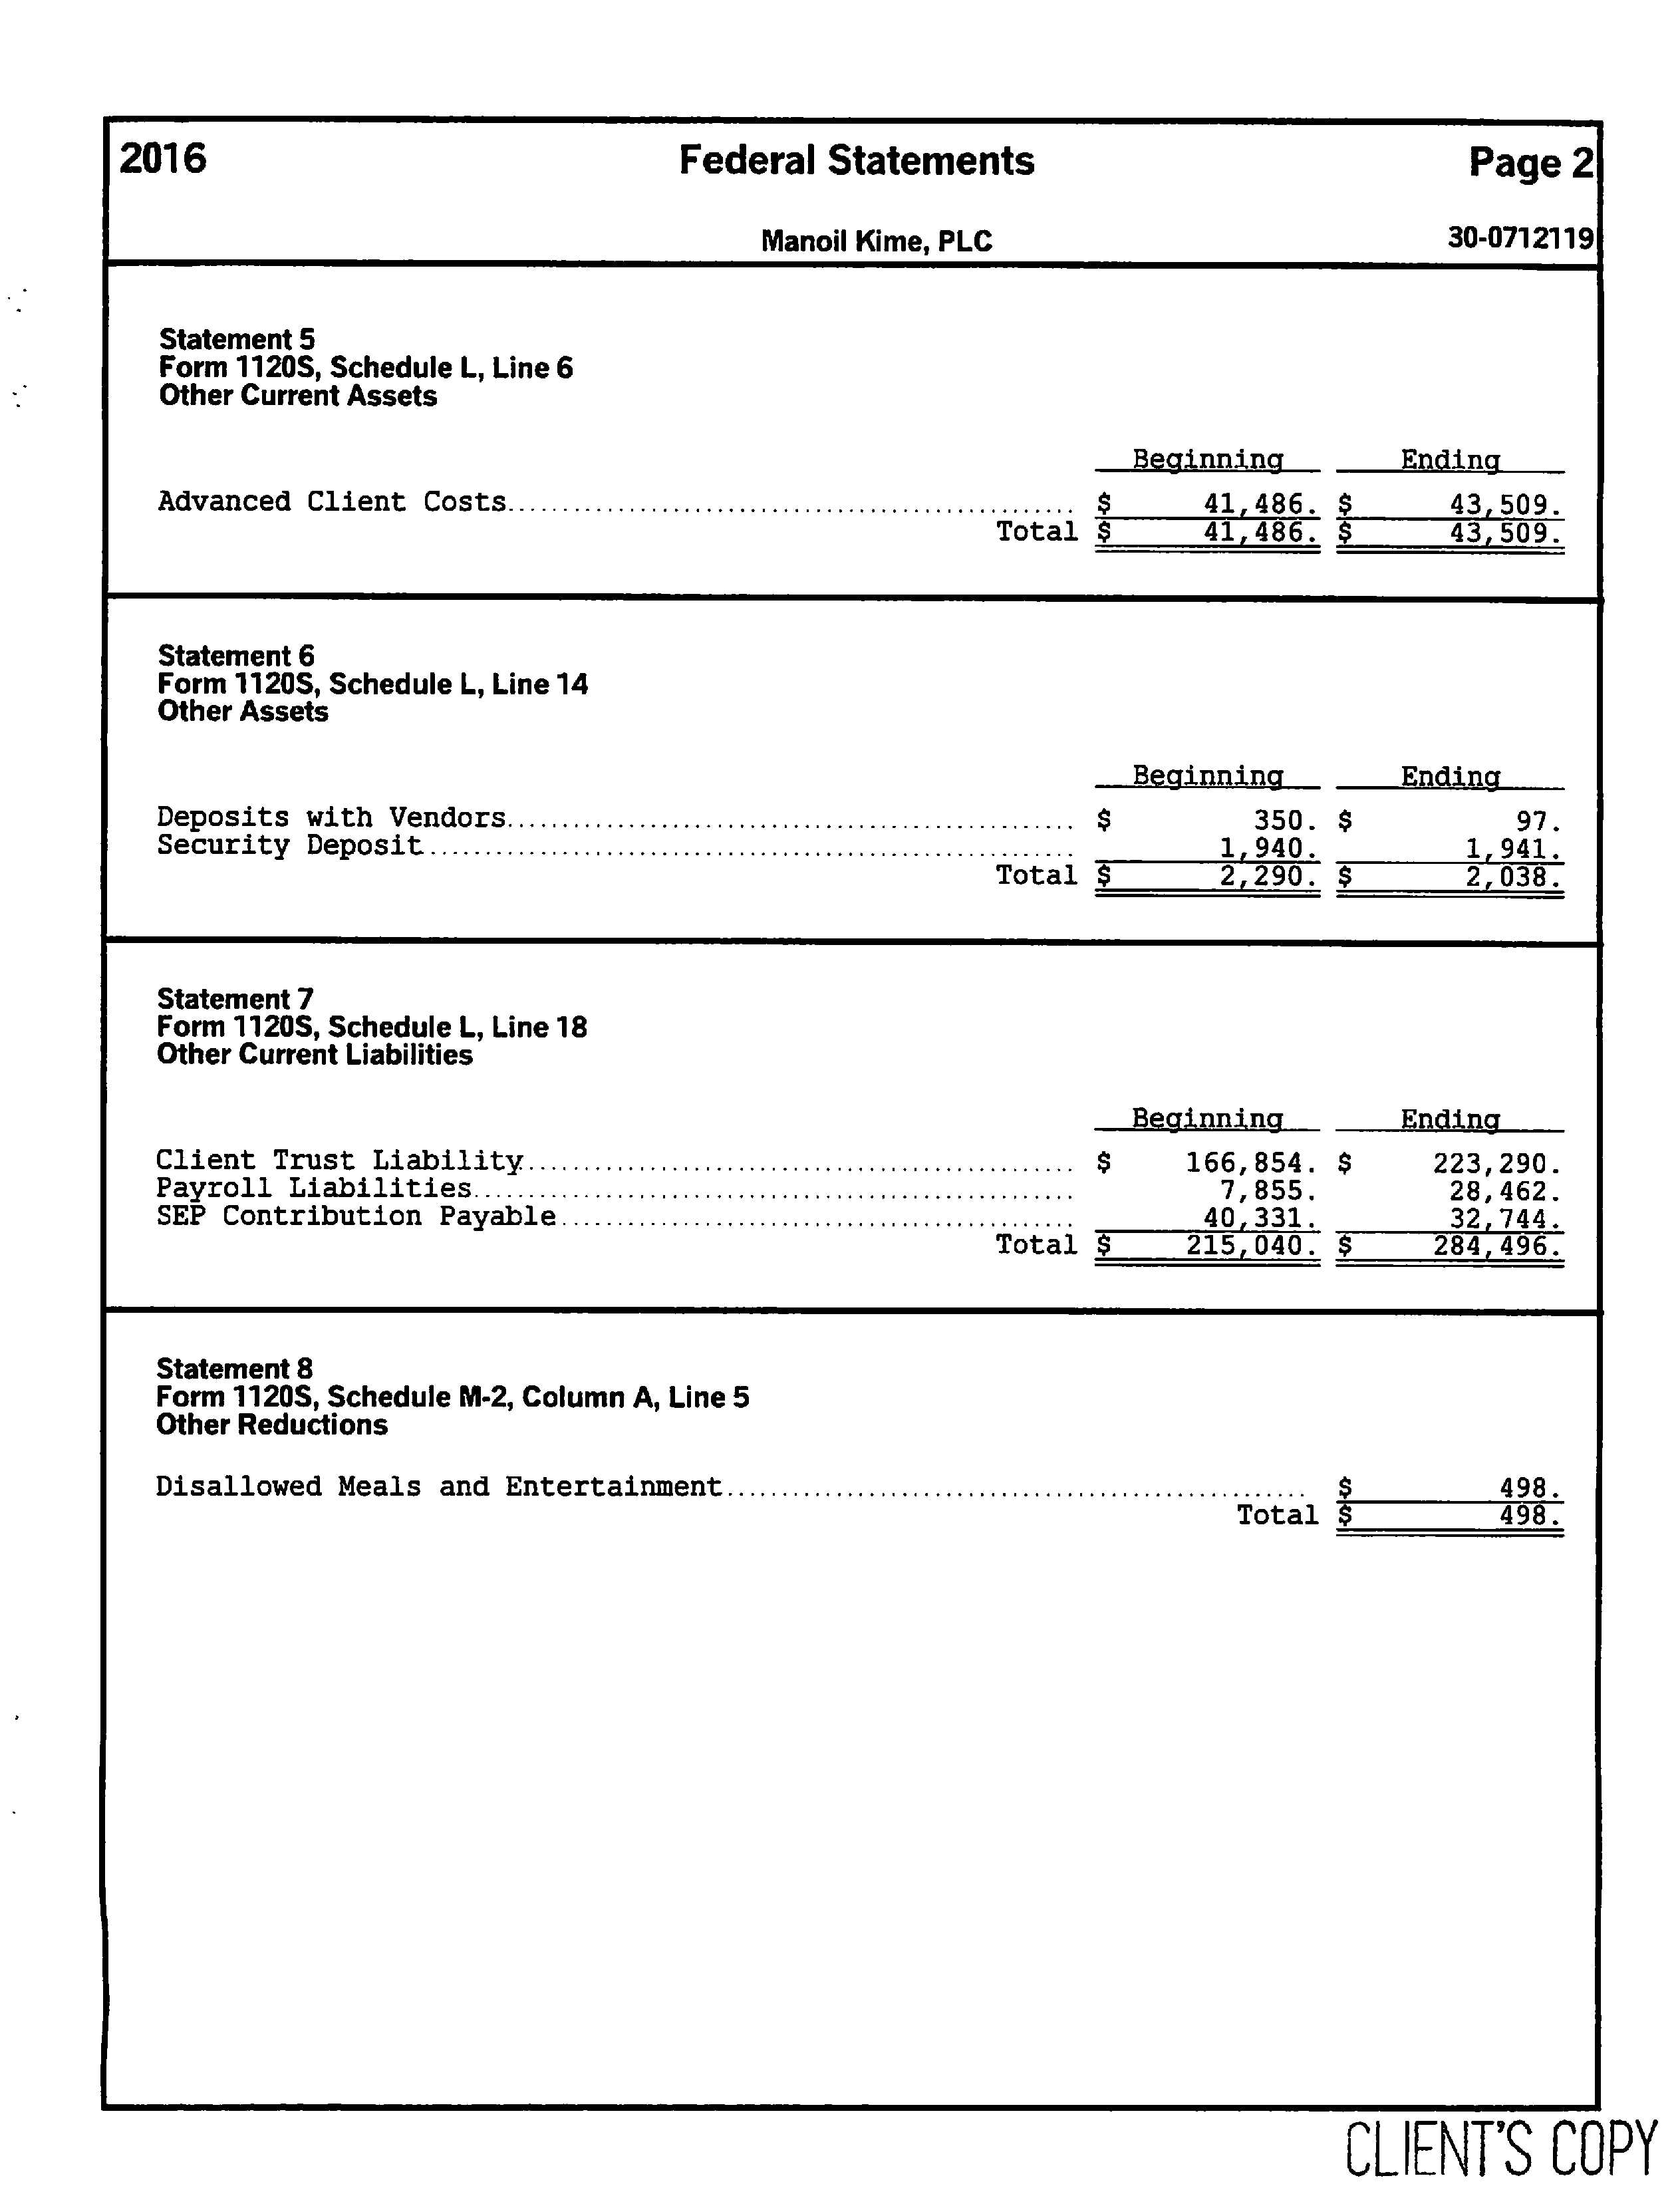 2016 Federal Statements Page 2
Manoil Kime, PLC 30-0712119
Statement 5
Form 1120S, Schedule L, Line 6
Other Current Assets
Beginning Ending
Advanced Client Costs $ 41,486. $ 43,509.
Total $ 41,486. $ 43,509.
Statement 6
Form 1120S, Schedule L, Line 14
Other Assets
Beginning Ending
Deposits with Vendors $ 350. $ 97.
Security Deposit 1,940. 1,941.
Total $ 2,290. $ 2,038.
Statement 7
Form 1120S, Schedule L, Line 18
Other Current Liabilities
Beginning Ending
Client Trust Liability $ 166,854. $ 223,290.
Payroll Liabilities 7,855. 28,462.
SEP Contribution Payable 40,331. 32,744.
Total $ 215,040. $ 284,496.
Statement 8
Form 1120S, Schedule M-2, Column A, Line 5
Other Reductions
Disallowed Meals and Entertainment $ 498.
Total $ 498.
CLIENT'S COPY